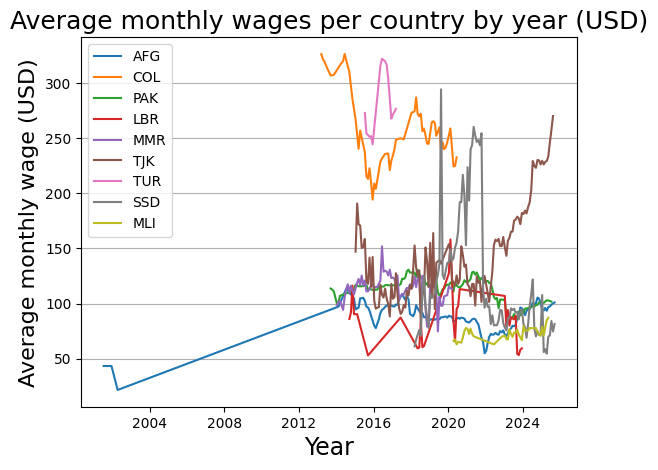 Average monthly wages per country by year (USD)
Average monthly wage (USD)
300
250
200
150
100
50
AFG
COL
PAK
LBR
MMR
TJK
TUR
SSD
MLI
2004
2008
2012
2016
2020
2024
Year